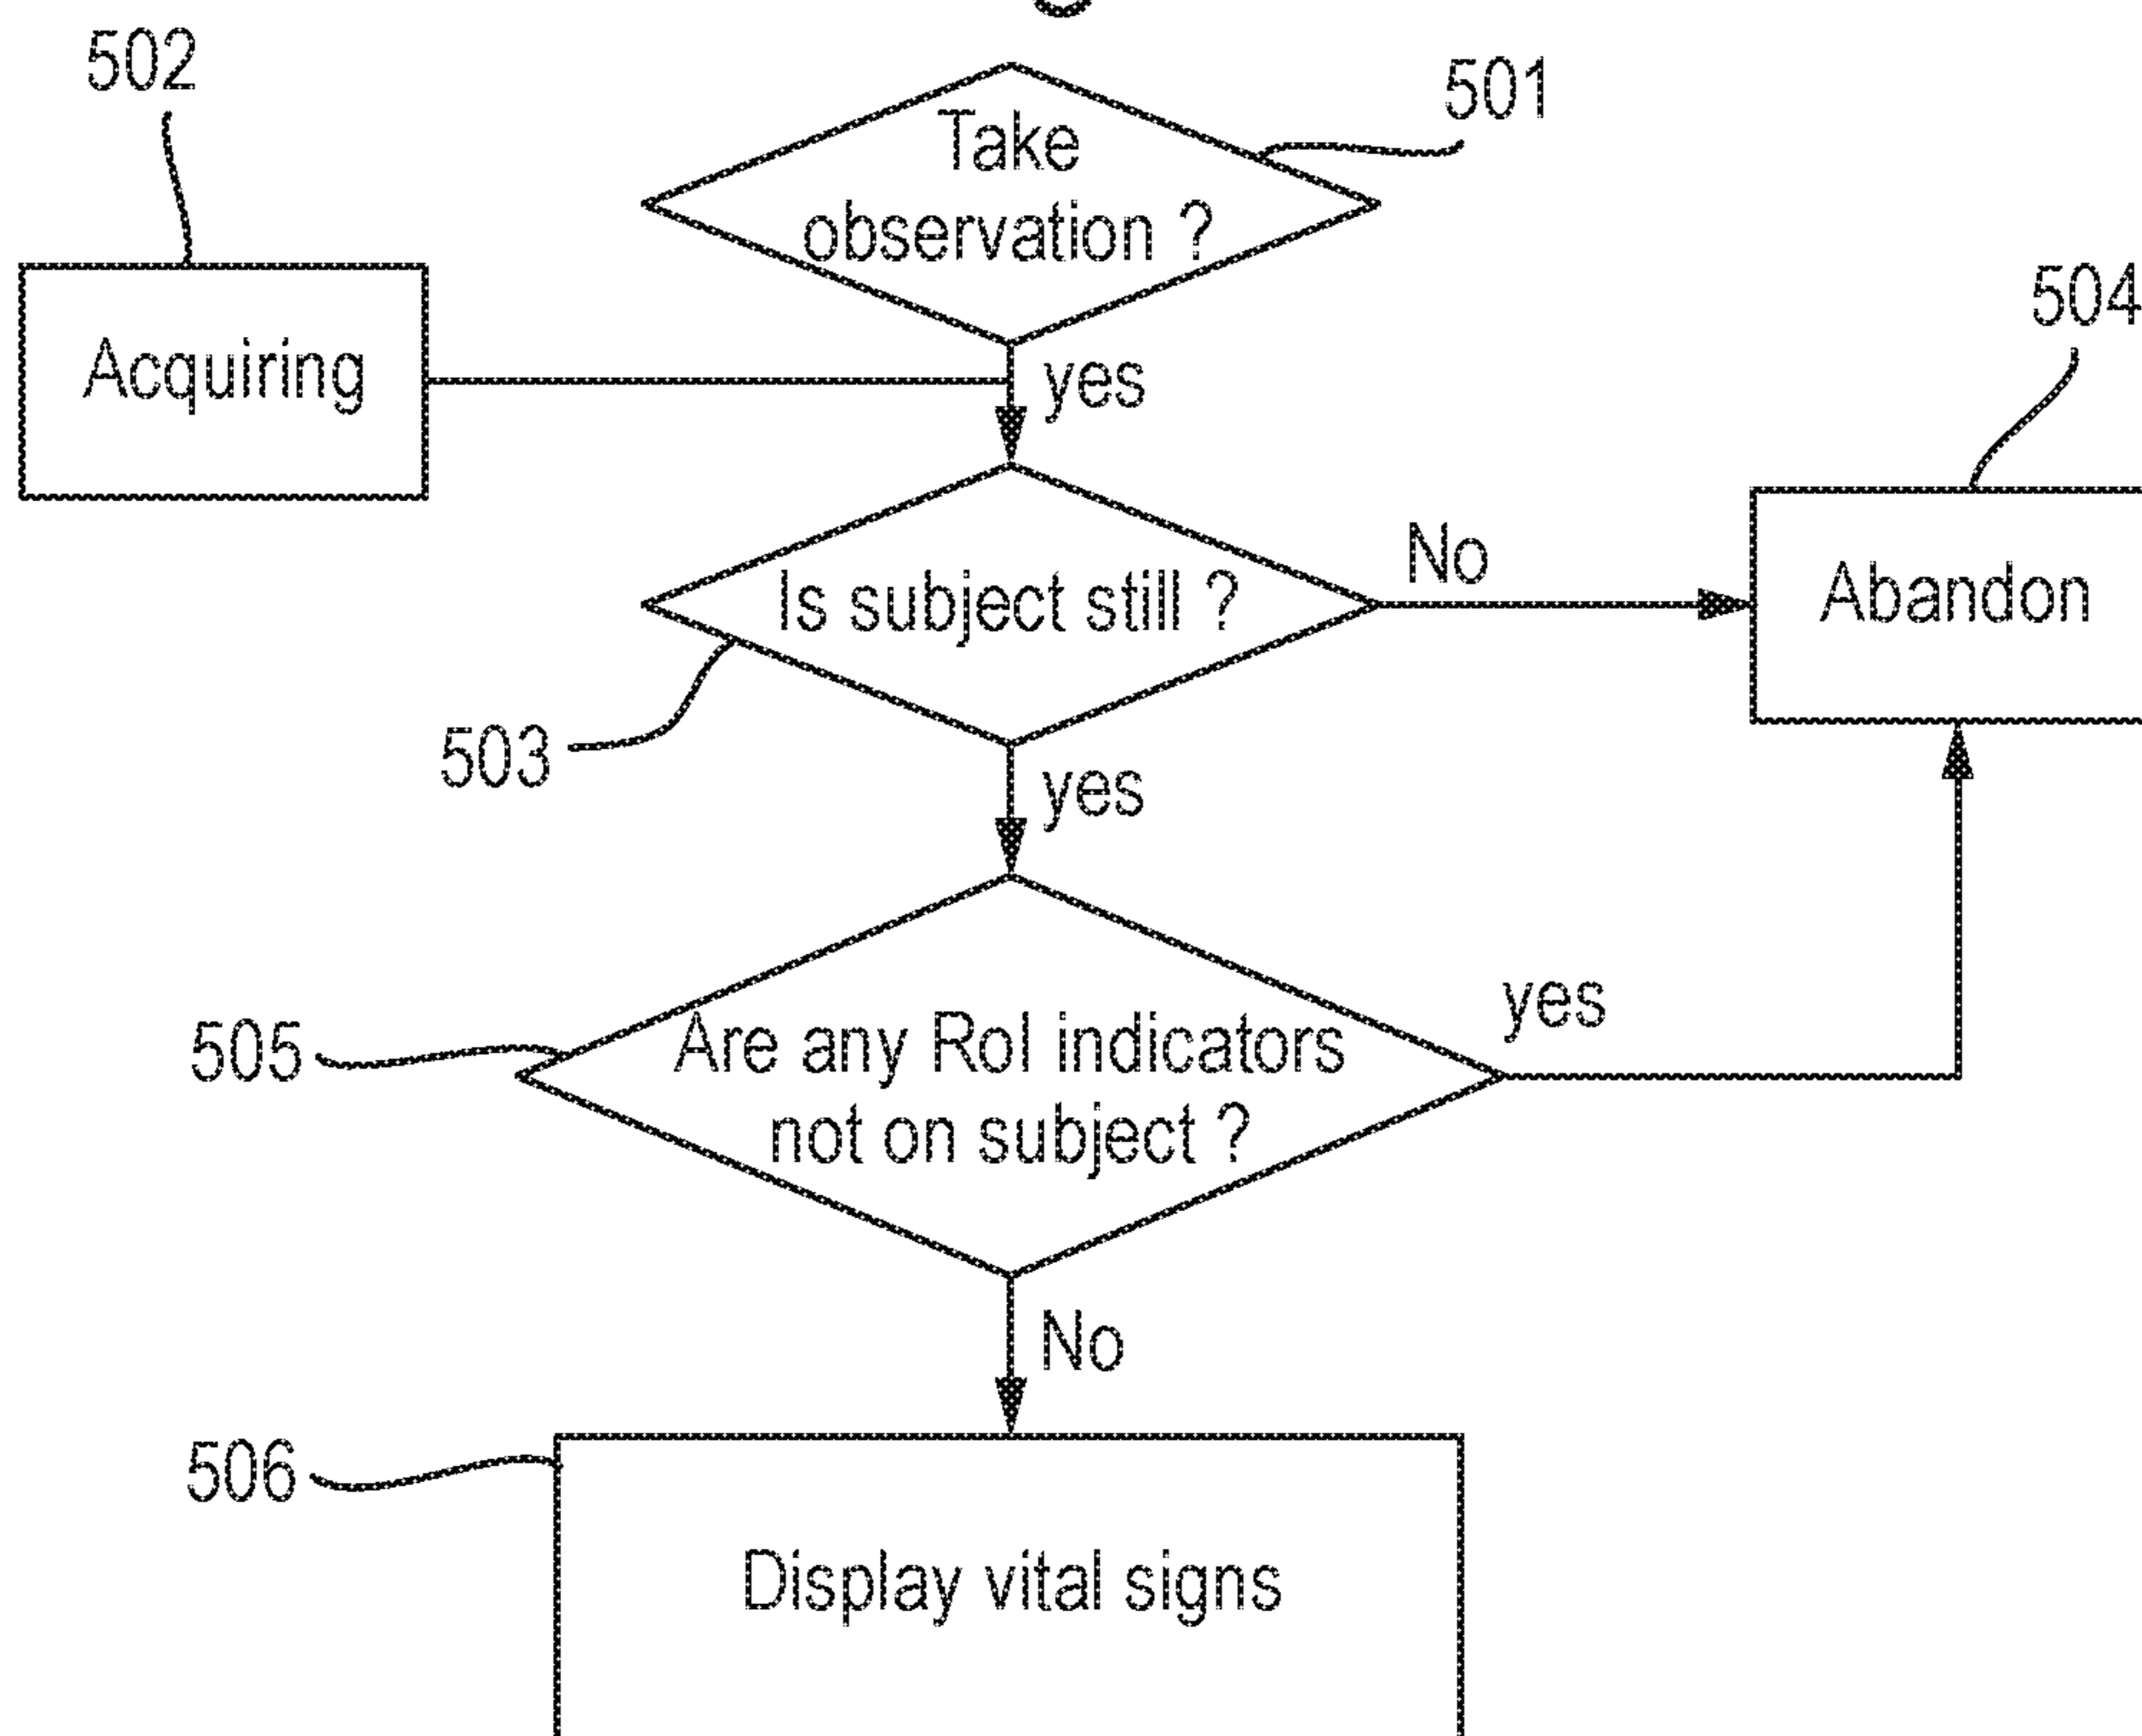 502
501
Take
observation ?
504
Acquiring
yes
No
Is subject still ?
Abandon
503
yes
yes
505
Are any RoI indicators
not on subject ?
No
506
Display vital signs